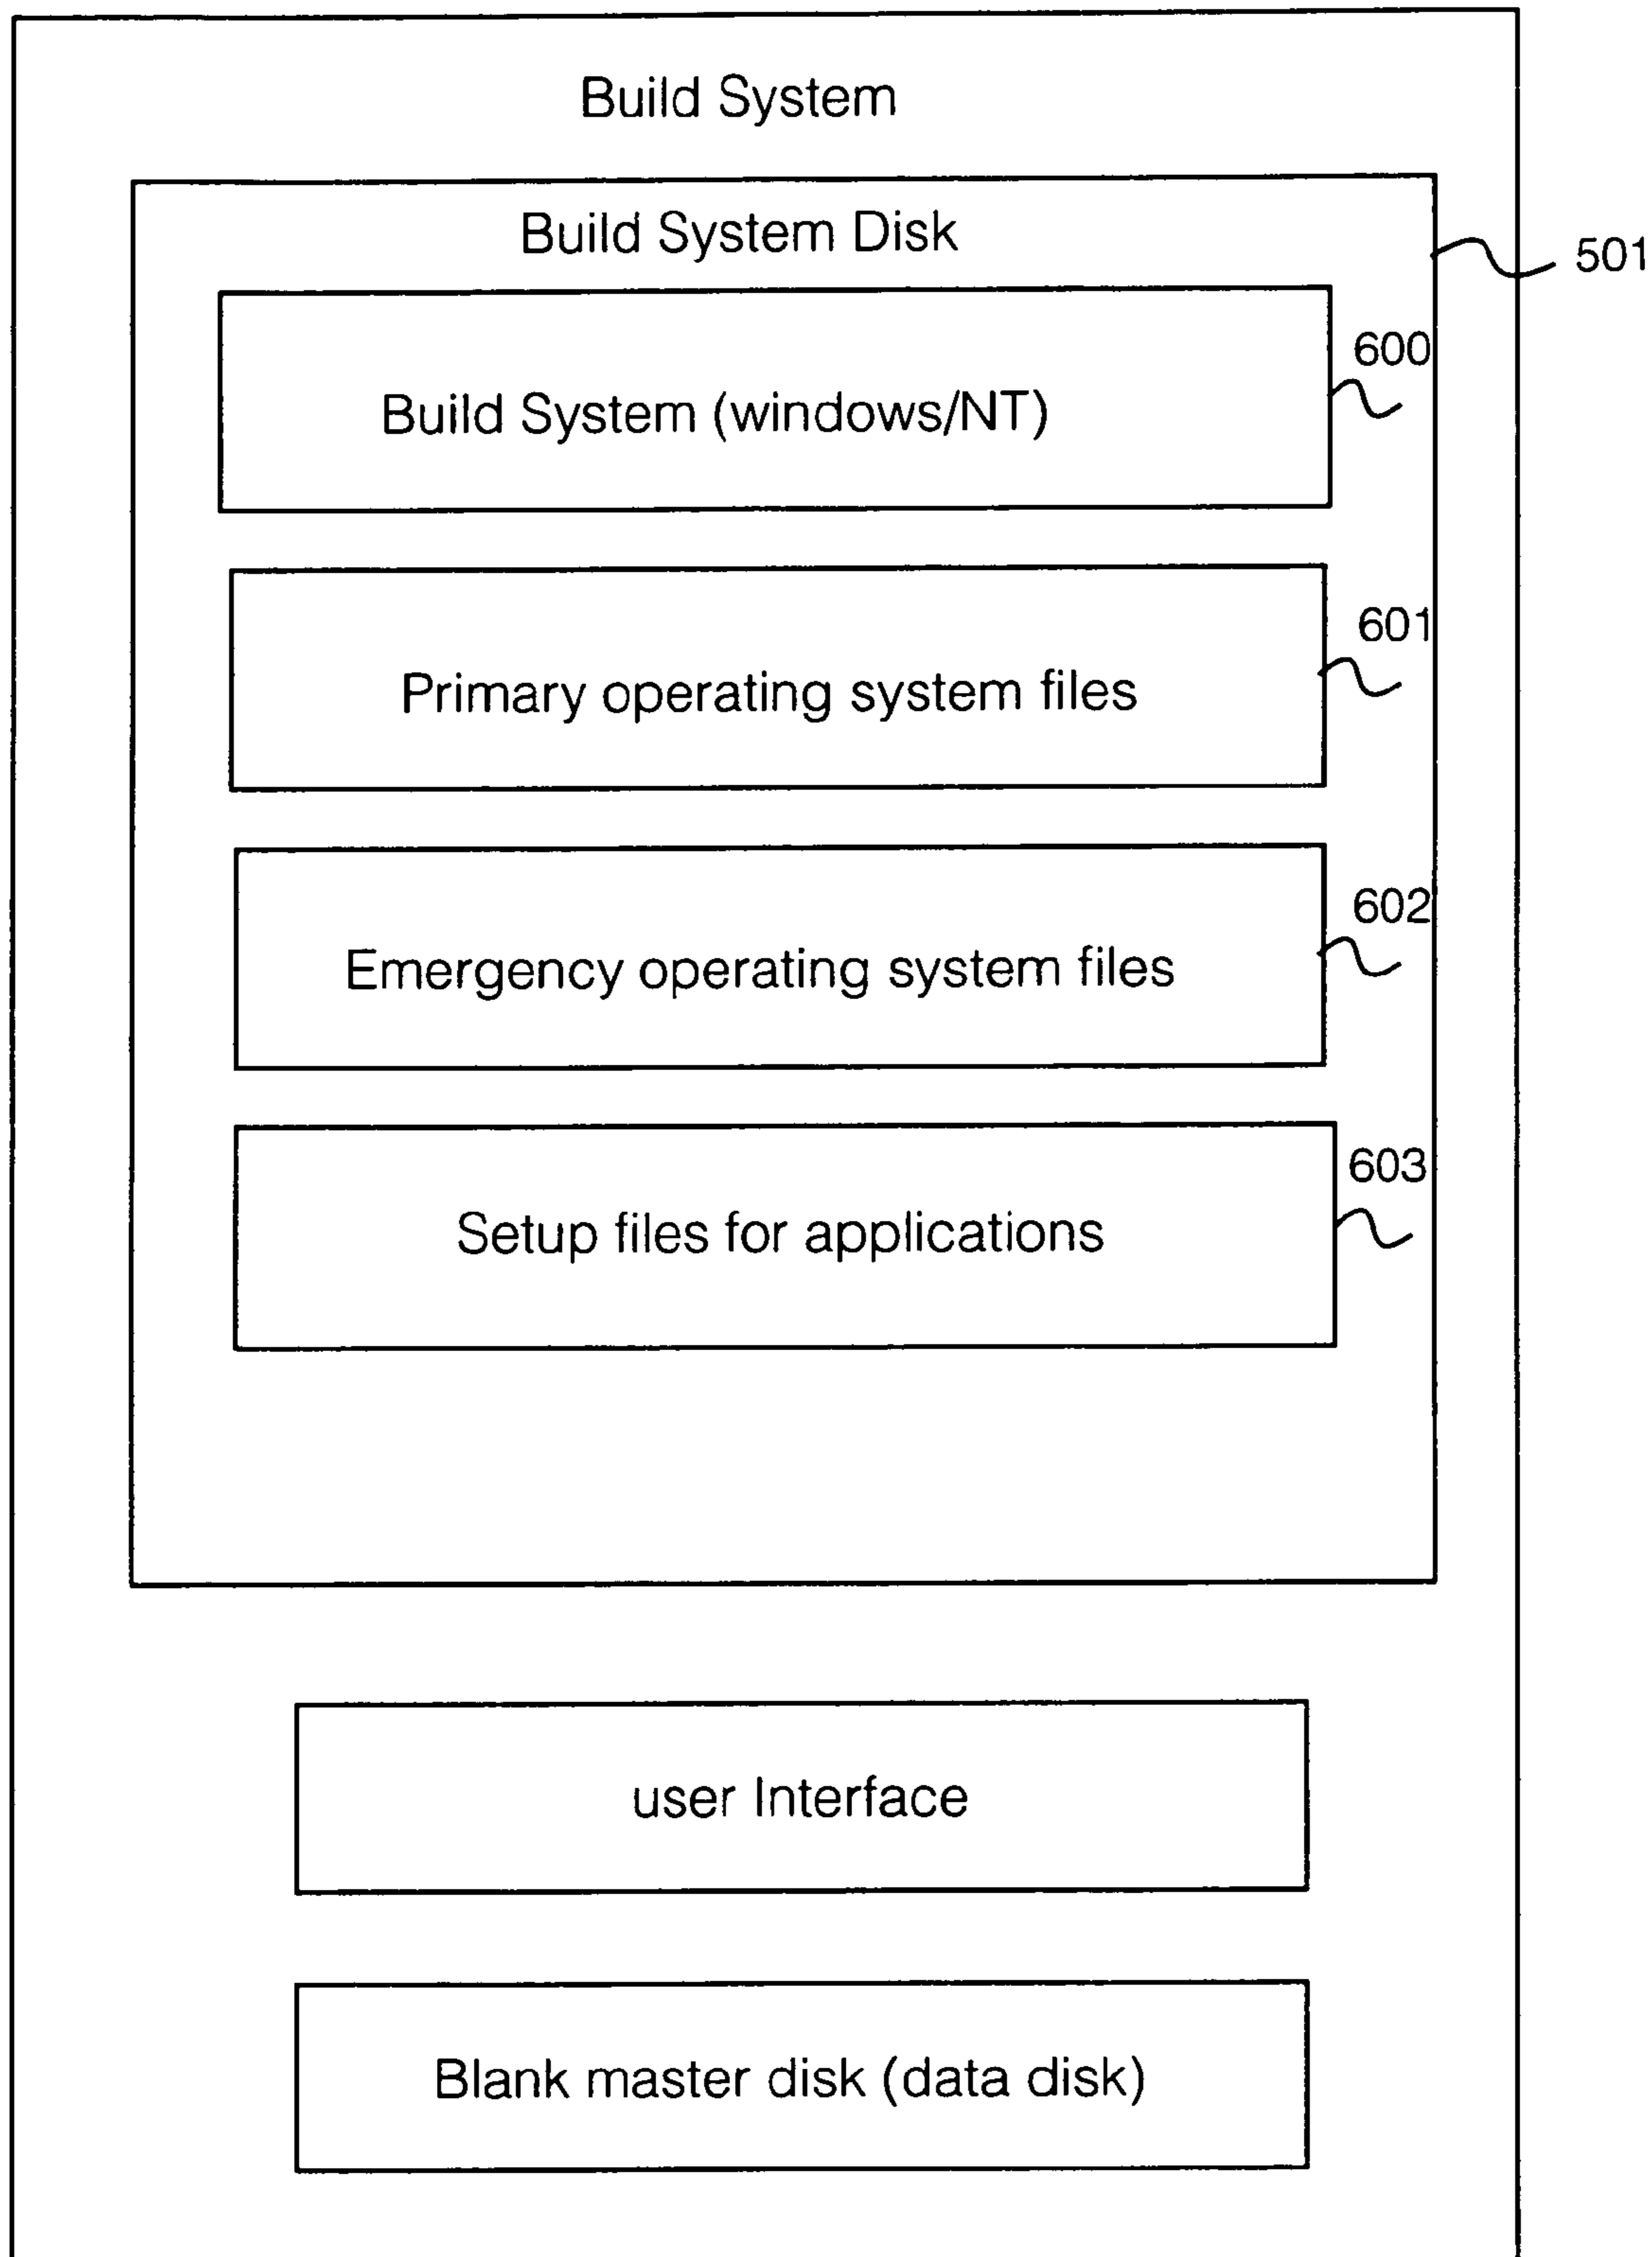 Build System
Build System Disk
501
600
Build System (windows/NT)
601
Primary operating system files
602
Emergency operating system files
603
Setup files for applications
user Interface
Blank master disk (data disk)